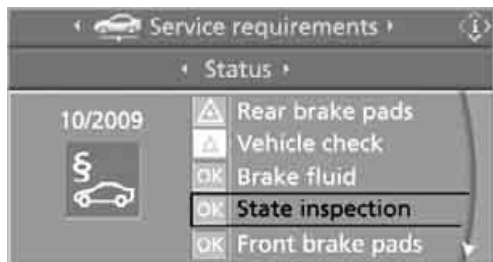 Service requirements
Status
10/2009
Rear brake pads
Vehicle check
OK Brake fluid
§
OK State inspection
OK Front brake pads